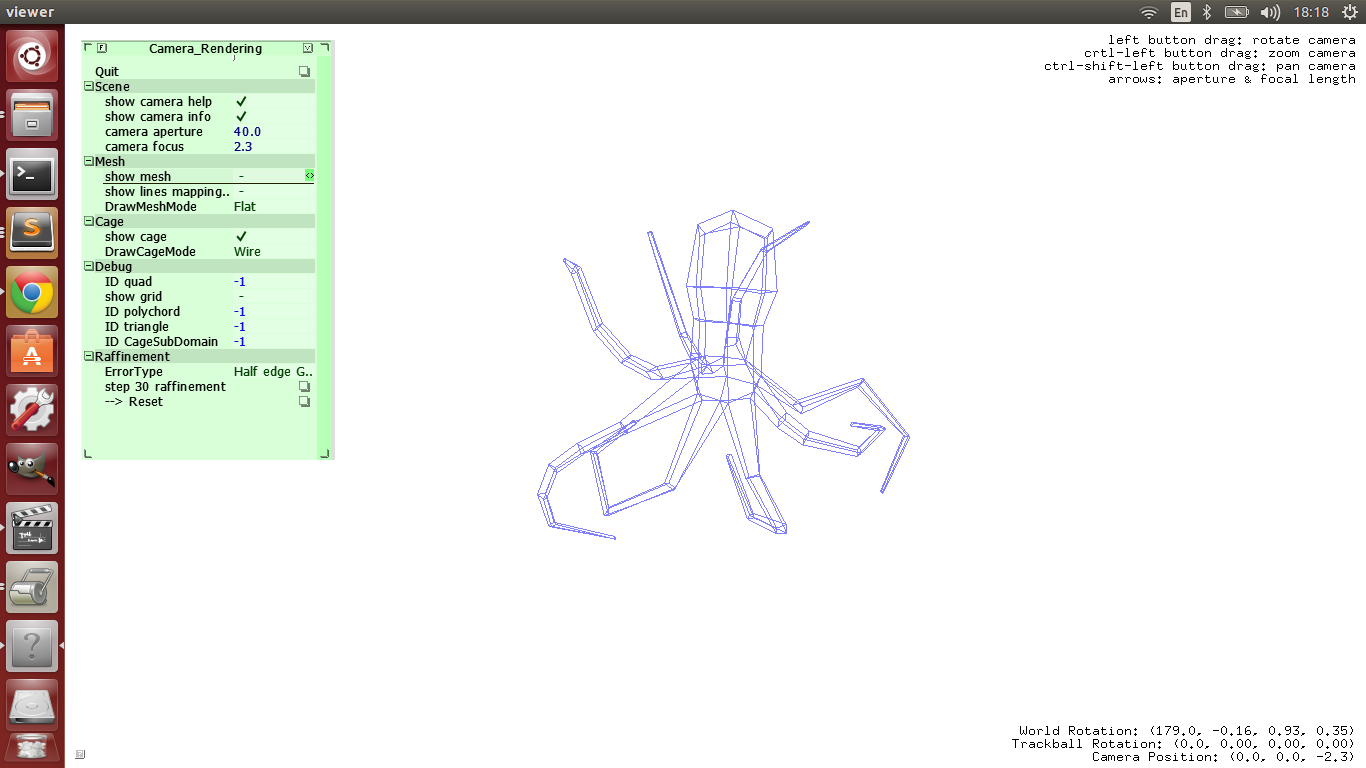 viewer
En
18:18
Camera_Rendering
Quit
Scene
show camera help
show camera info
camera aperture 40.0
camera focus 2.3
Mesh
show mesh -
show lines mapping.. -
DrawMeshMode Flat
Cage
show cage
DrawCageMode Wire
Debug
ID quad -1
show grid -
ID polychord -1
ID triangle -1
ID CageSubDomain -1
Raffinement
ErrorType Half edge G..
step 30 raffinement
--> Reset
left button drag: rotate camera
crtl-left button drag: zoom camera
ctrl-shift-left button drag: pan camera
arrows: aperture & focal length
World Rotation: (179.0, -0.16, 0.93, 0.35)
Trackball Rotation: (0.0, 0.00, 0.00, 0.00)
Camera Position: (0.0, 0.0, -2.3)